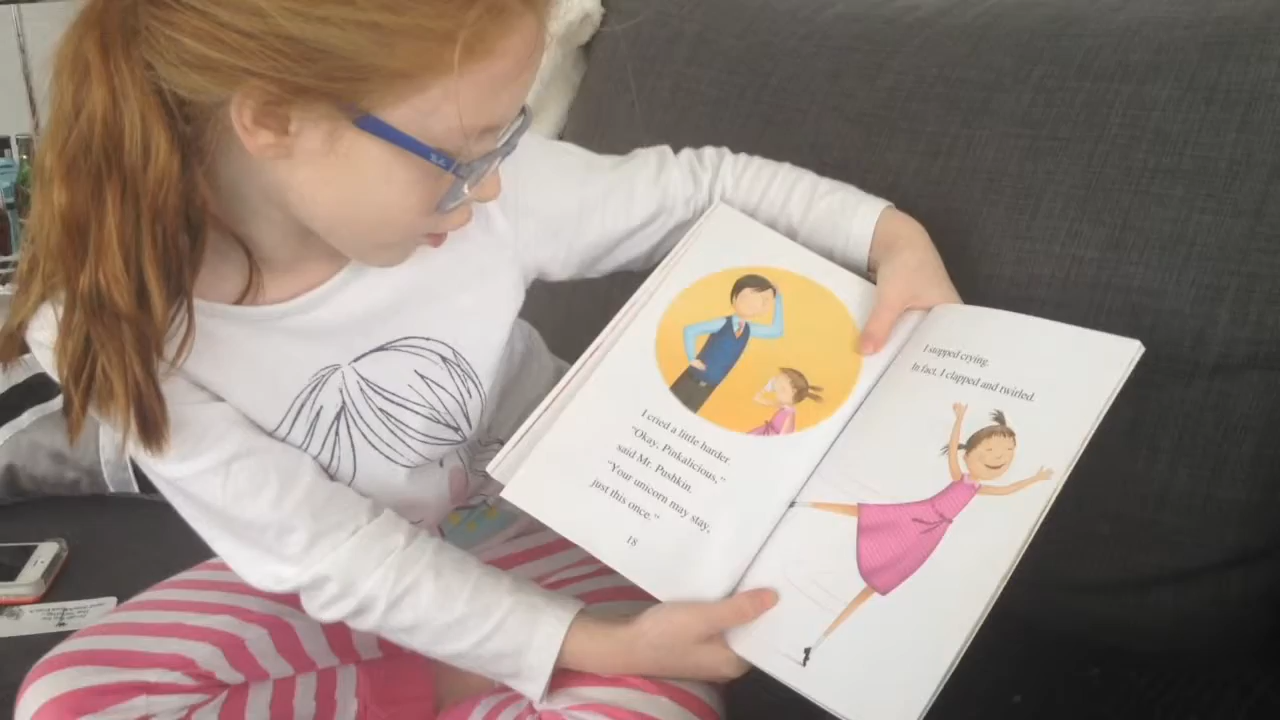 I cried a little harder.
"Okay, Pinkalicious,"
said Mr. Pushkin.
"Your unicorn may stay,
just this once."
18
I stopped crying.
In fact, I clapped and twirled.